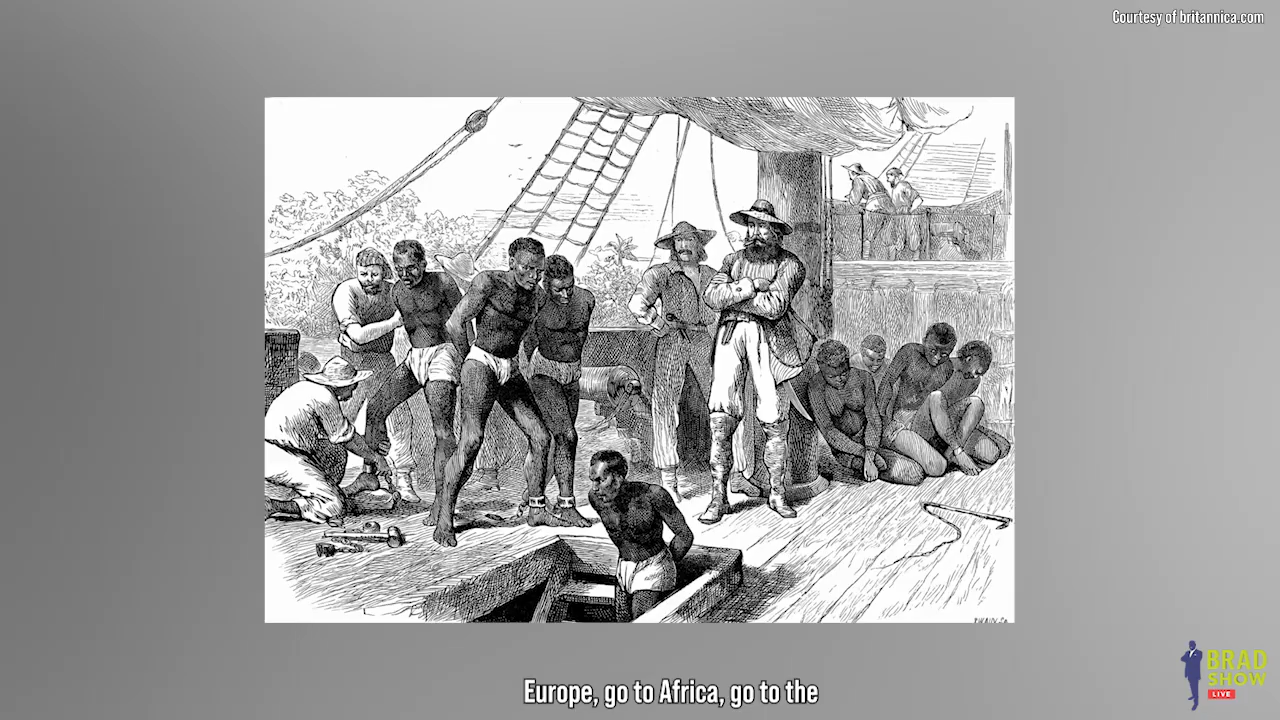 Courtesy of britannica.com
Europe, go to Africa, go to the
BRAD
SHOW
LIVE